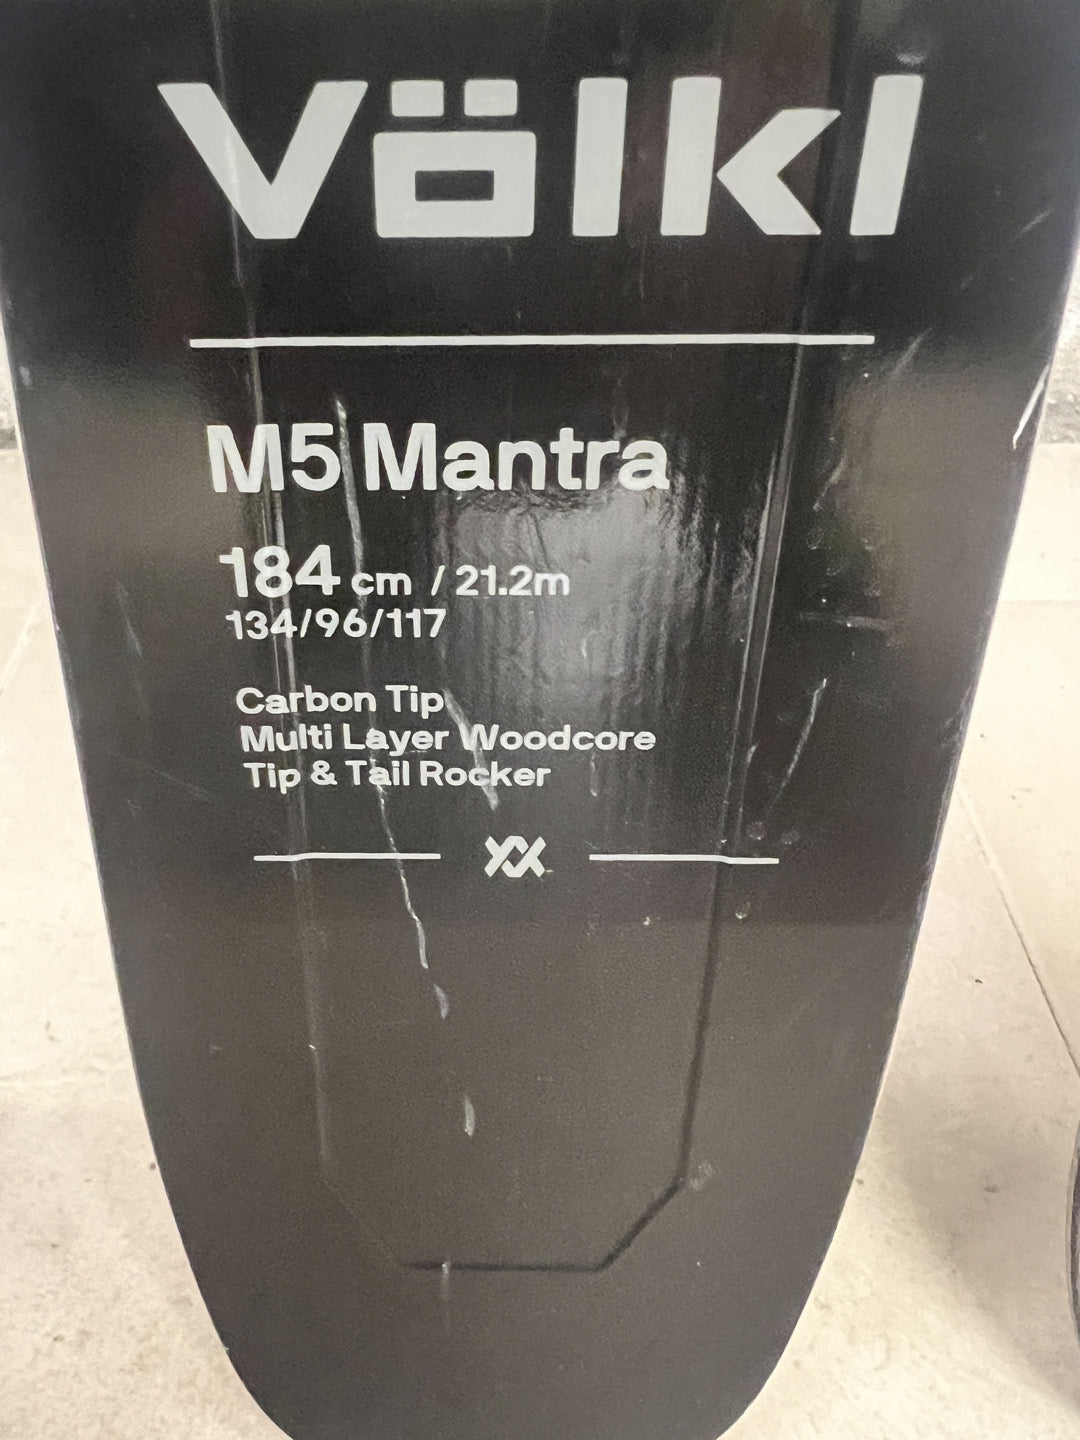 Völkl
M5 Mantra
184 cm / 21.2m
134/96/117
Carbon Tip
Multi Layer Woodcore
Tip & Tail Rocker